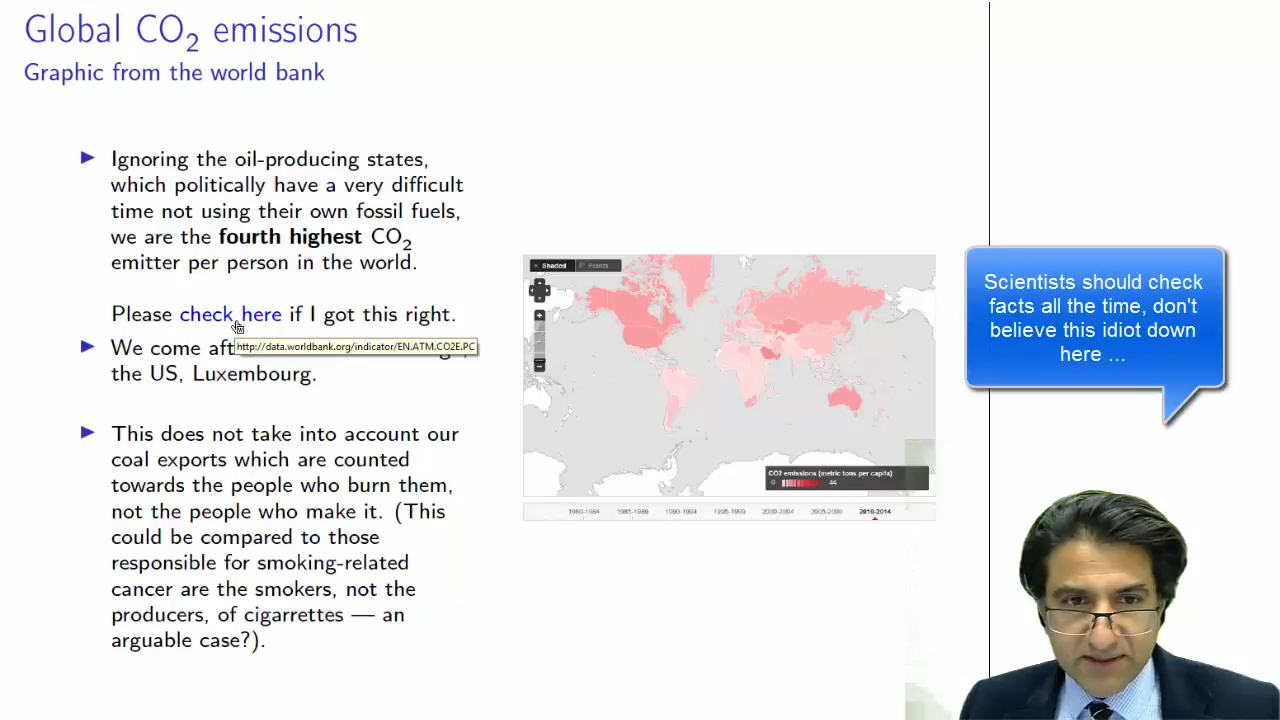 Global CO2 emissions
Graphic from the world bank
Ignoring the oil-producing states,
which politically have a very difficult
time not using their own fossil fuels,
we are the fourth highest CO2
emitter per person in the world.
Please check here if I got this right.
http://data.worldbank.org/indicator/EN.ATM.CO2E.PC
We come aft
the US, Luxembourg.
This does not take into account our
coal exports which are counted
towards the people who burn them,
not the people who make it. (This
could be compared to those
responsible for smoking-related
cancer are the smokers, not the
producers, of cigarrettes — an
arguable case?).
Shaded
Points
CO2 emissions (metric tons per capita)
0 44
1980-1984 1985-1989 1990-1994 1995-1999 2000-2004 2005-2009 2010-2014
Scientists should check
facts all the time, don't
believe this idiot down
here ...